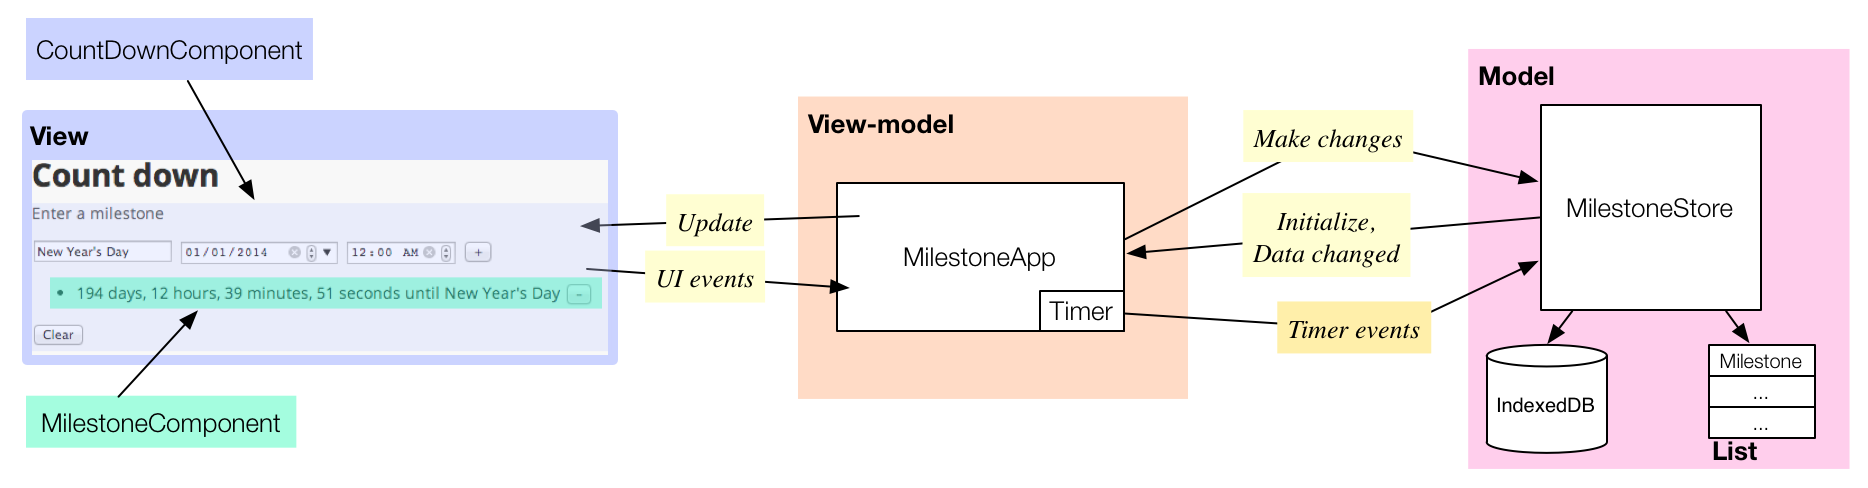 CountDownComponent
View
Count down
Enter a milestone
New Year's Day
01/01/2014
12:00 AM
+
• 194 days, 12 hours, 39 minutes, 51 seconds until New Year's Day
–
Clear
MilestoneComponent
Update
UI events
View-model
MilestoneApp
Timer
Make changes
Initialize,
Data changed
Timer events
Model
MilestoneStore
IndexedDB
Milestone
...
...
List